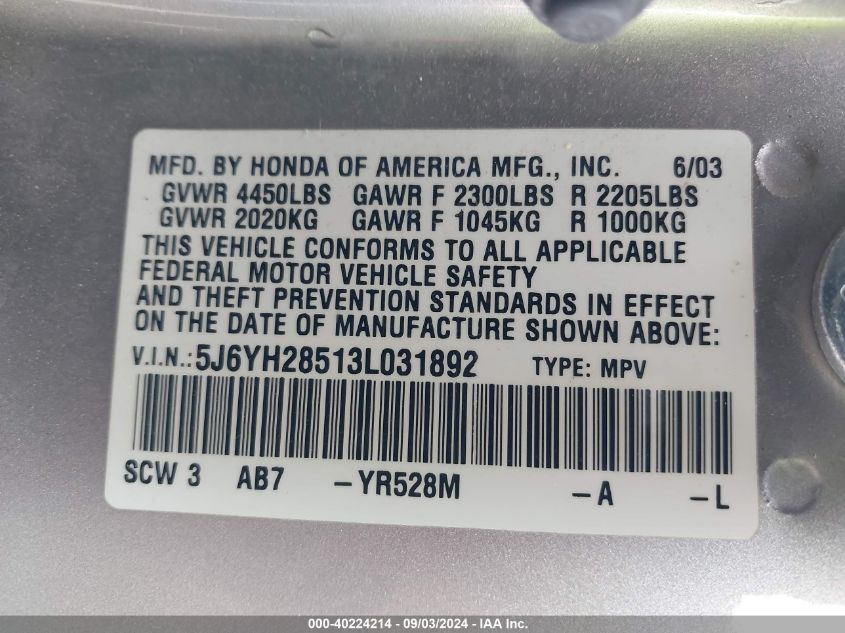 MFD. BY HONDA OF AMERICA MFG., INC. 6/03
GVWR 4450LBS GAWR F 2300LBS R 2205LBS
GVWR 2020KG GAWR F 1045KG R 1000KG
THIS VEHICLE CONFORMS TO ALL APPLICABLE
FEDERAL MOTOR VEHICLE SAFETY
AND THEFT PREVENTION STANDARDS IN EFFECT
ON THE DATE OF MANUFACTURE SHOWN ABOVE:
V.I.N.: 5J6YH28513L031892 TYPE: MPV
SCW 3 AB7 -YR528M -A -L
000-40224214 - 09/03/2024 - IAA Inc.